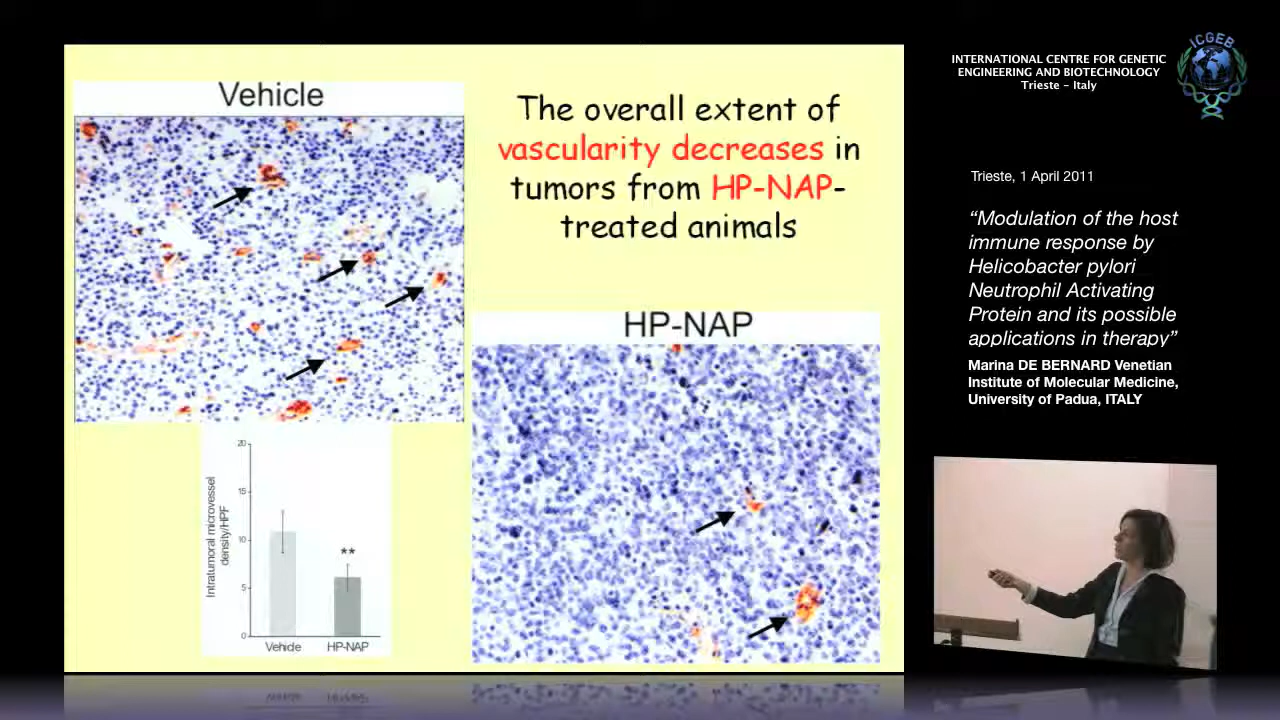 Vehicle
The overall extent of
vascularity decreases in
tumors from HP-NAP-
treated animals
HP-NAP
20
15
10
5
0
Intratumoral microvessel
density/HPF
**
Vehicle
HP-NAP
INTERNATIONAL CENTRE FOR GENETIC
ENGINEERING AND BIOTECHNOLOGY
Trieste - Italy
ICGEB
Trieste, 1 April 2011
“Modulation of the host
immune response by
Helicobacter pylori
Neutrophil Activating
Protein and its possible
applications in therapy”
Marina DE BERNARD Venetian
Institute of Molecular Medicine,
University of Padua, ITALY